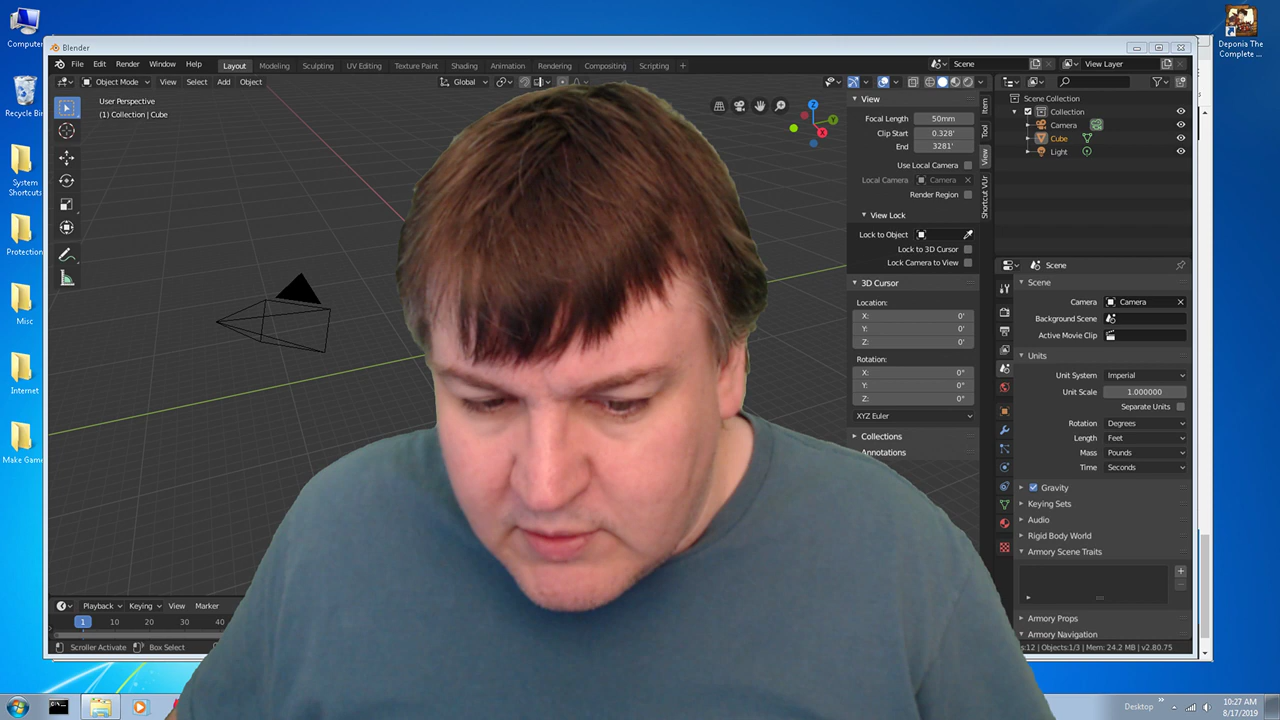 Computer
Recycle Bin
System
Shortcuts
Protection
Misc
Internet
Make Game
Deponia The
Complete ...
Blender
File Edit Render Window Help
Layout Modeling Sculpting UV Editing Texture Paint Shading Animation Rendering Compositing Scripting +
Scene
View Layer
Object Mode View Select Add Object
Global
User Perspective
(1) Collection | Cube
Z
Y
X
View
Focal Length 50mm
Clip Start 0.328'
End 3281'
Use Local Camera
Local Camera Camera
Render Region
View Lock
Lock to Object
Lock to 3D Cursor
Lock Camera to View
3D Cursor
Location:
X: 0'
Y: 0'
Z: 0'
Rotation:
X: 0°
Y: 0°
Z: 0°
XYZ Euler
Collections
Annotations
Item
Tool
View
Shortcut VUr
Scene Collection
Collection
Camera
Cube
Light
Scene
Scene
Camera Camera
Background Scene
Active Movie Clip
Units
Unit System Imperial
Unit Scale 1.000000
Separate Units
Rotation Degrees
Length Feet
Mass Pounds
Time Seconds
Gravity
Keying Sets
Audio
Rigid Body World
Armory Scene Traits
Armory Props
Armory Navigation
Playback Keying View Marker
1 10 20 30 40
Scroller Activate Box Select
s:12 | Objects:1/3 | Mem: 24.2 MB | v2.80.75
Desktop
10:27 AM
8/17/2019